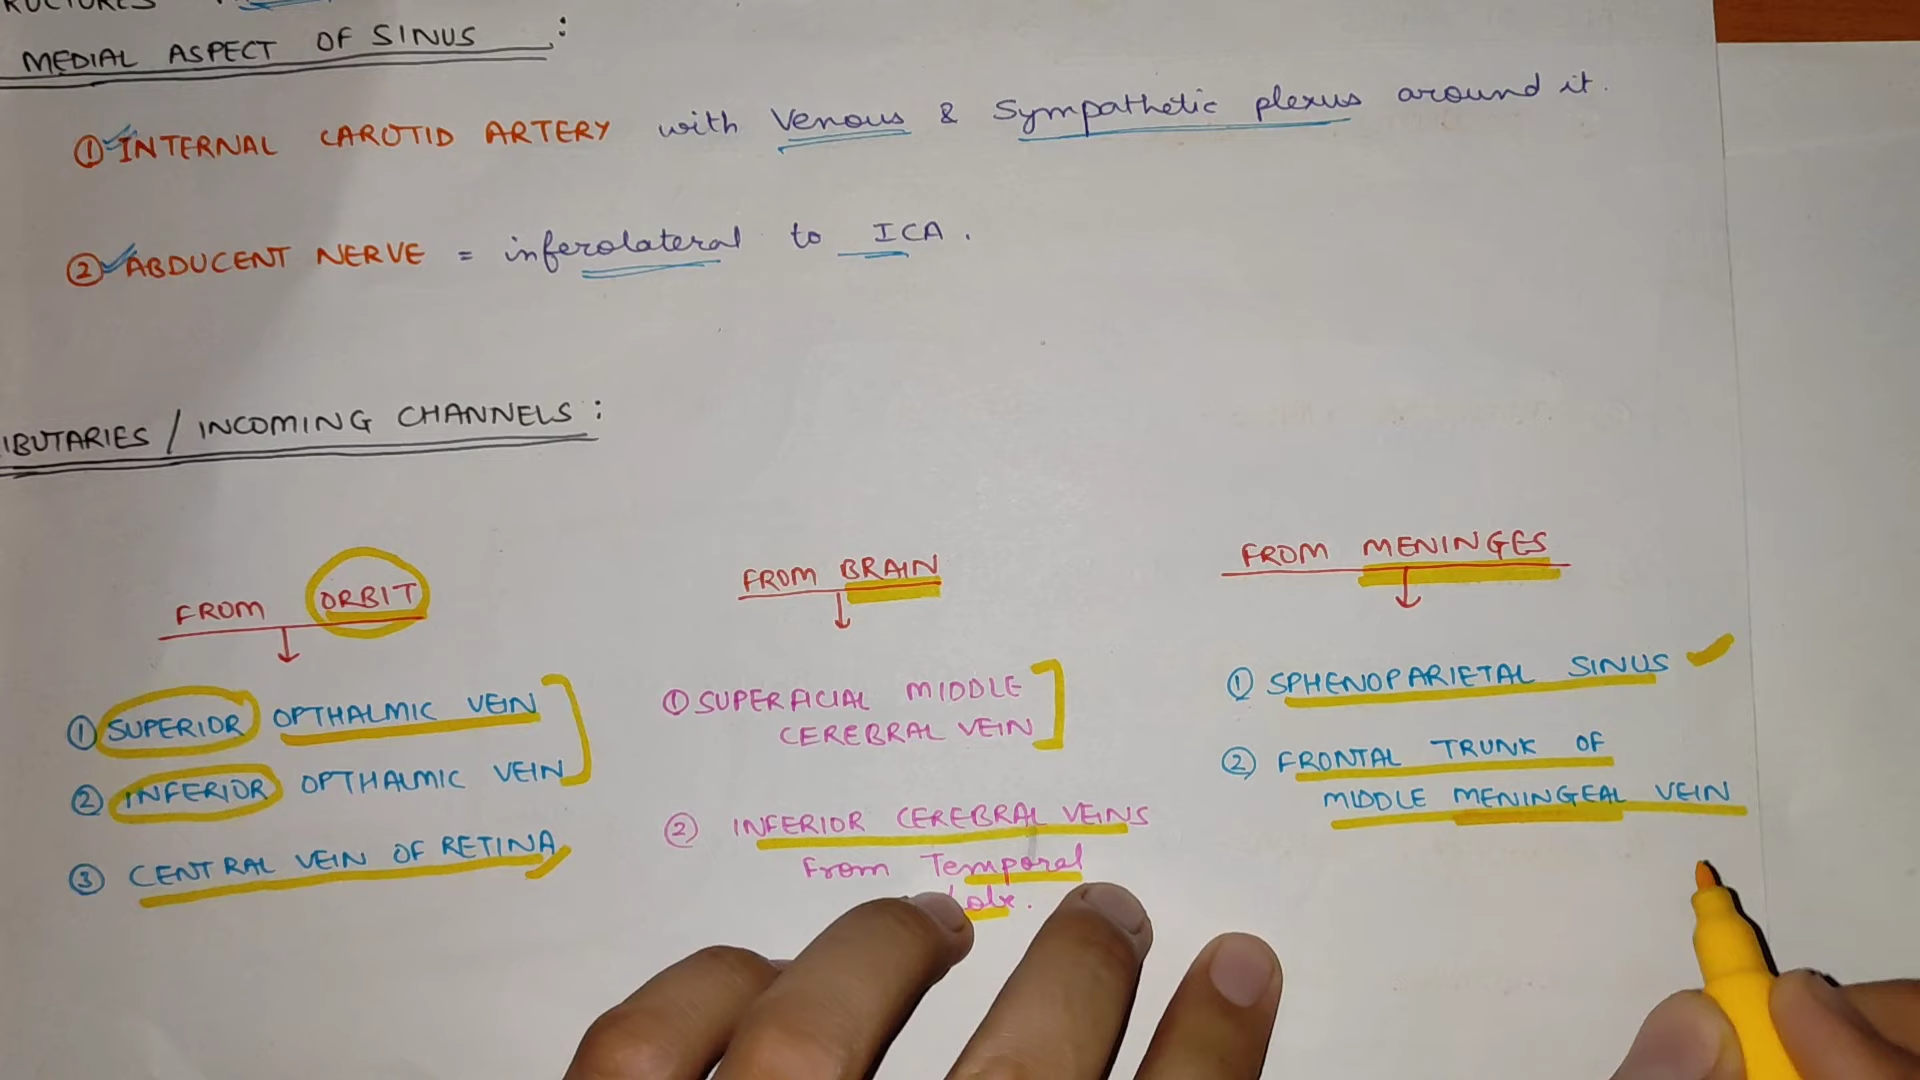 MEDIAL ASPECT OF SINUS :
① INTERNAL CAROTID ARTERY with Venous & Sympathetic plexus around it.
② ABDUCENT NERVE = inferolateral to ICA.
IBUTARIES / INCOMING CHANNELS :
FROM ORBIT
① SUPERIOR OPTHALMIC VEIN
② INFERIOR OPTHALMIC VEIN
③ CENTRAL VEIN OF RETINA
FROM BRAIN
① SUPERACIAL MIDDLE
CEREBRAL VEIN
② INFERIOR CEREBRAL VEINS
From Temporal
FROM MENINGES
① SPHENOPARIETAL SINUS
② FRONTAL TRUNK OF
MIDDLE MENINGEAL VEIN